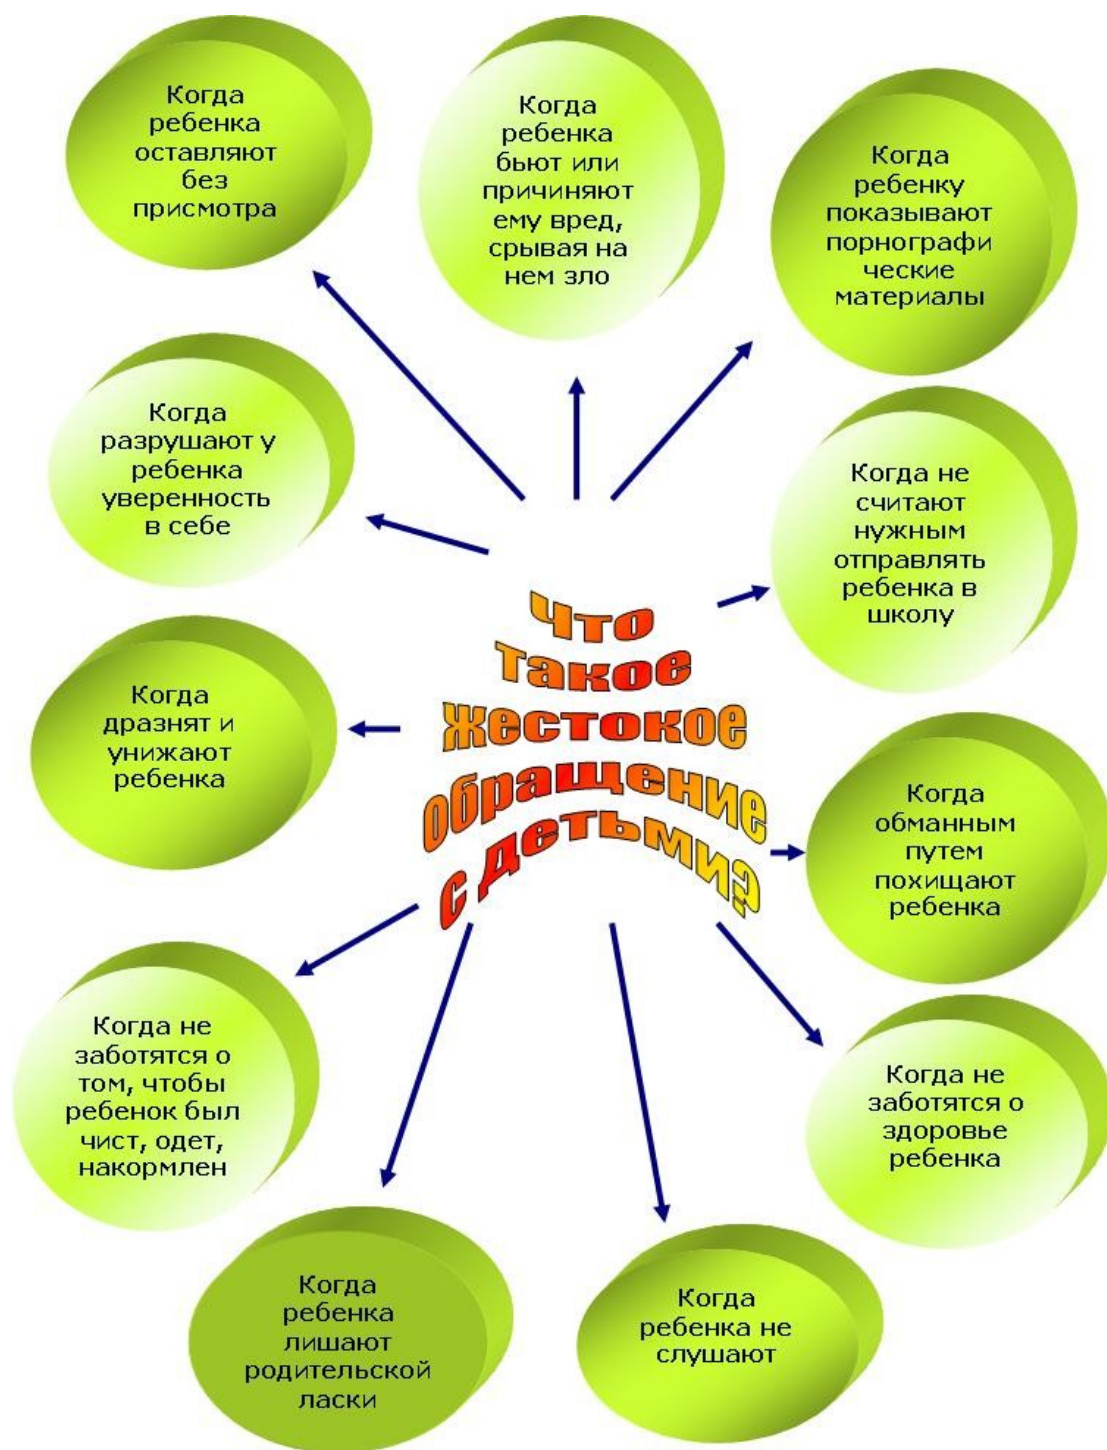 Когда
ребенка
оставляют
без
присмотра
Когда
ребенка
бьют или
причиняют
ему вред,
срывая на
нем зло
Когда
ребенку
показывают
порнографи
ческие
материалы
Когда
разрушают у
ребенка
уверенность
в себе
Когда не
считают
нужным
отправлять
ребенка в
школу
Что
такое
жестокое
обращение
с детьми?
Когда
дразнят и
унижают
ребенка
Когда
обманным
путем
похищают
ребенка
Когда не
заботятся о
том, чтобы
ребенок был
чист, одет,
накормлен
Когда не
заботятся о
здоровье
ребенка
Когда
ребенка
лишают
родительской
ласки
Когда
ребенка не
слушают